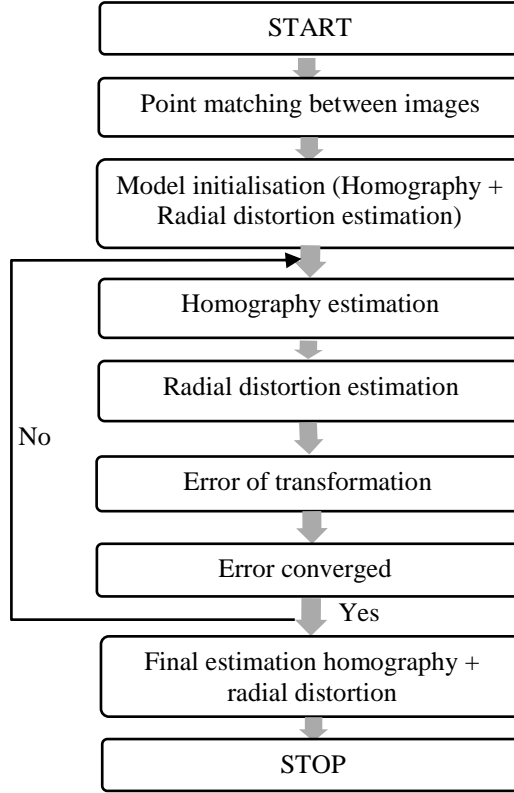 START
Point matching between images
Model initialisation (Homography +
Radial distortion estimation)
Homography estimation
Radial distortion estimation
No
Error of transformation
Error converged
Yes
Final estimation homography +
radial distortion
STOP